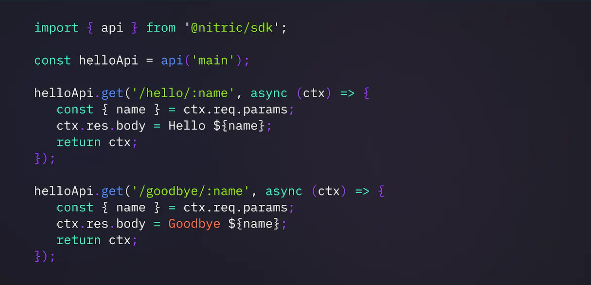 import { api } from '@nitric/sdk';
const helloApi = api('main');
helloApi.get('/hello/:name', async (ctx) => {
const { name } = ctx.req.params;
ctx.res.body = Hello ${name};
return ctx;
});
helloApi.get('/goodbye/:name', async (ctx) => {
const { name } = ctx.req.params;
ctx.res.body = Goodbye ${name};
return ctx;
});